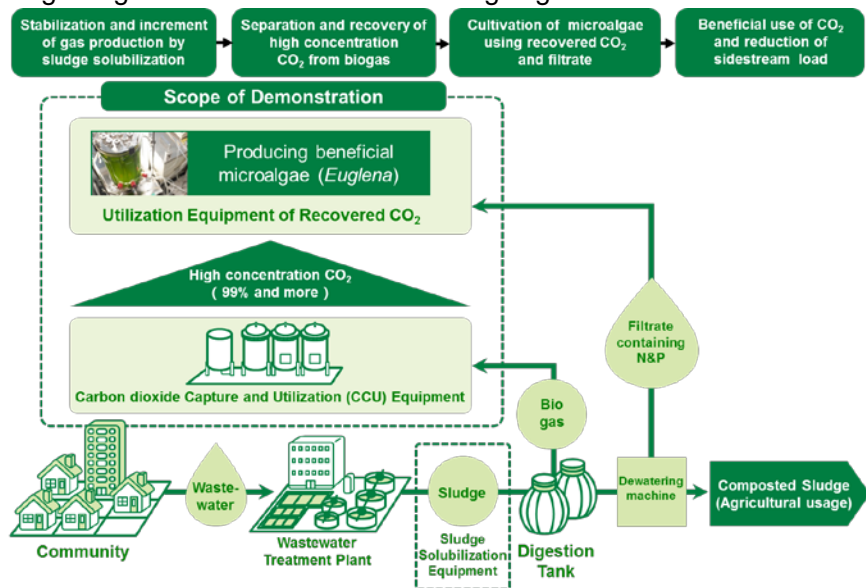 Stabilization and increment
of gas production by
sludge solubilization
Separation and recovery of
high concentration
CO₂ from biogas
Cultivation of microalgae
using recovered CO₂
and filtrate
Beneficial use of CO₂
and reduction of
sidestream load
Scope of Demonstration
Producing beneficial
microalgae (Euglena)
Utilization Equipment of Recovered CO₂
High concentration CO₂
( 99% and more )
Filtrate
containing
N&P
Carbon dioxide Capture and Utilization (CCU) Equipment
Bio
gas
Waste-
water
Sludge
Dewatering
machine
Composted Sludge
(Agricultural usage)
Community
Wastewater
Treatment Plant
Sludge
Solubilization
Equipment
Digestion
Tank